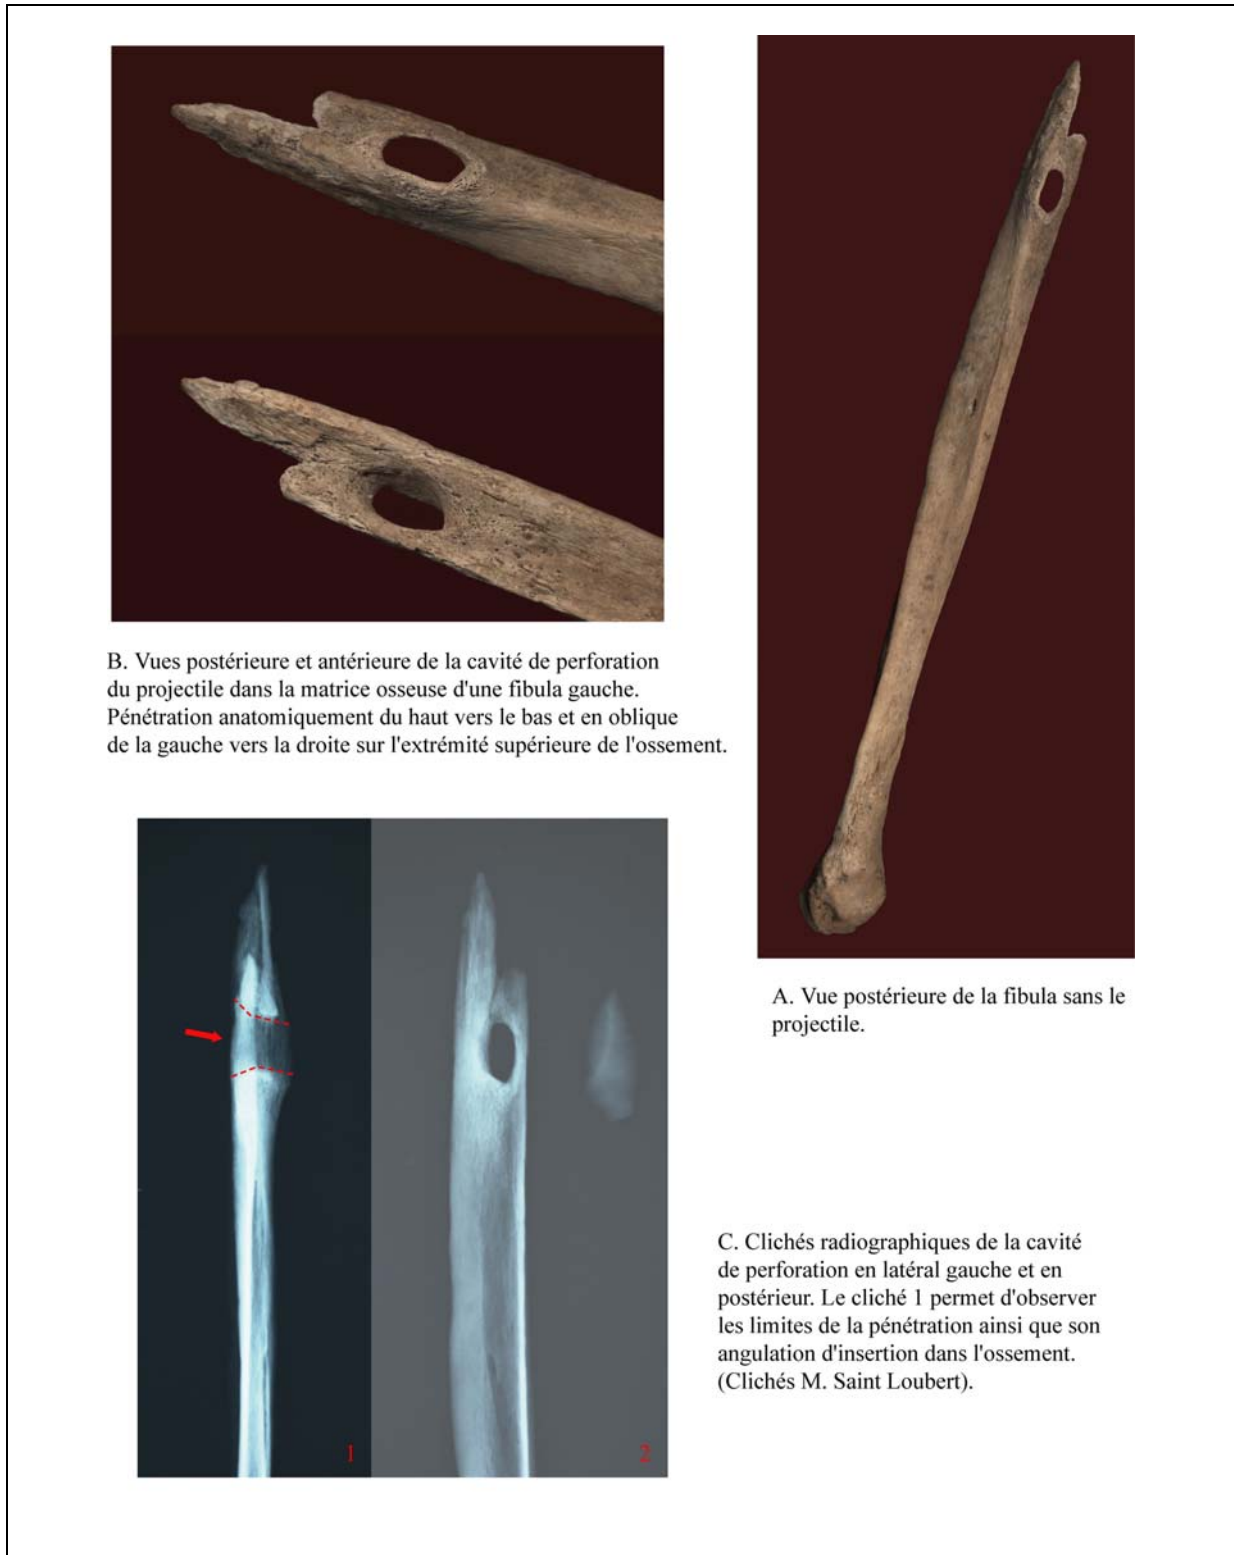 B. Vues postérieure et antérieure de la cavité de perforation
du projectile dans la matrice osseuse d'une fibula gauche.
Pénétration anatomiquement du haut vers le bas et en oblique
de la gauche vers la droite sur l'extrémité supérieure de l'ossement.
A. Vue postérieure de la fibula sans le
projectile.
1
2
C. Clichés radiographiques de la cavité
de perforation en latéral gauche et en
postérieur. Le cliché 1 permet d'observer
les limites de la pénétration ainsi que son
angulation d'insertion dans l'ossement.
(Clichés M. Saint Loubert).